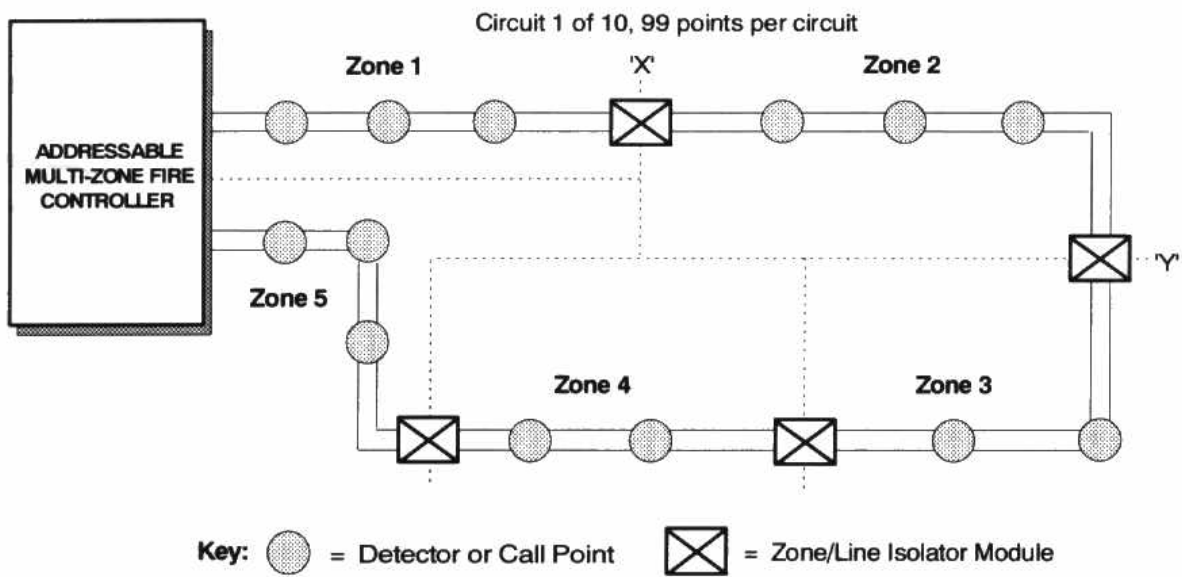 Circuit 1 of 10, 99 points per circuit
Zone 1
'X'
Zone 2
ADDRESSABLE
MULTI-ZONE FIRE
CONTROLLER
'Y'
Zone 5
Zone 4
Zone 3
Key: = Detector or Call Point = Zone/Line Isolator Module